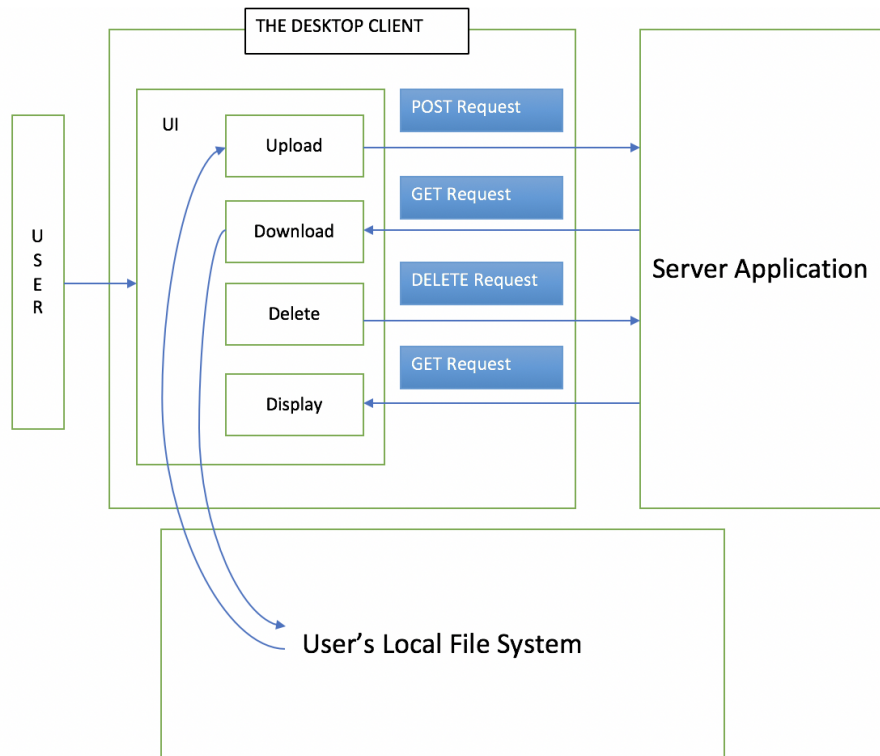 THE DESKTOP CLIENT
UI
Upload
POST Request
Download
GET Request
U
S
E
R
Delete
DELETE Request
Server Application
Display
GET Request
User’s Local File System